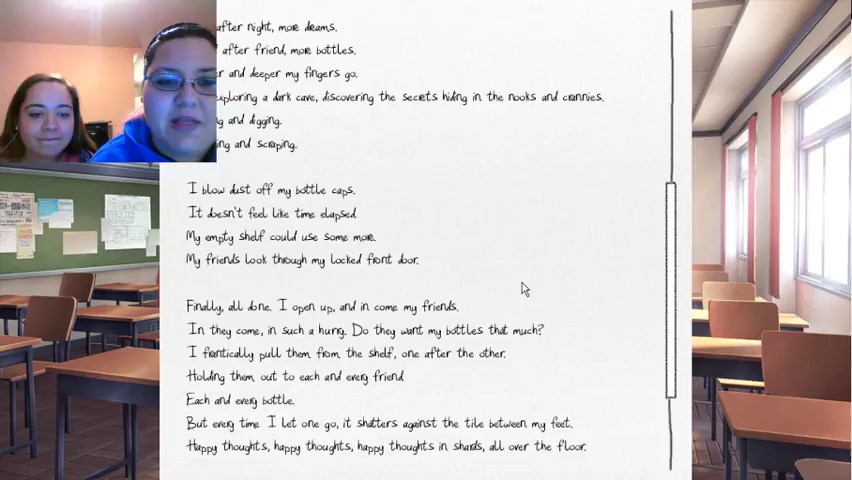 after night, more dreams.
after friend, more bottles.
and deeper my fingers go.
exploring a dark cave, discovering the secrets hiding in the nooks and crannies.
and digging.
and scraping.
I blow dust off my bottle caps.
It doesn't feel like time elapsed
My empty shelf could use some more.
My friends look through my locked front door.
Finally, all done. I open up, and in come my friends.
In they come, in such a hurry. Do they want my bottles that much?
I frantically pull them from the shelf, one after the other.
Holding them out to each and every friend
Each and every bottle.
But every time I let one go, it shatters against the tile between my feet.
Happy thoughts, happy thoughts, happy thoughts in shards, all over the floor.